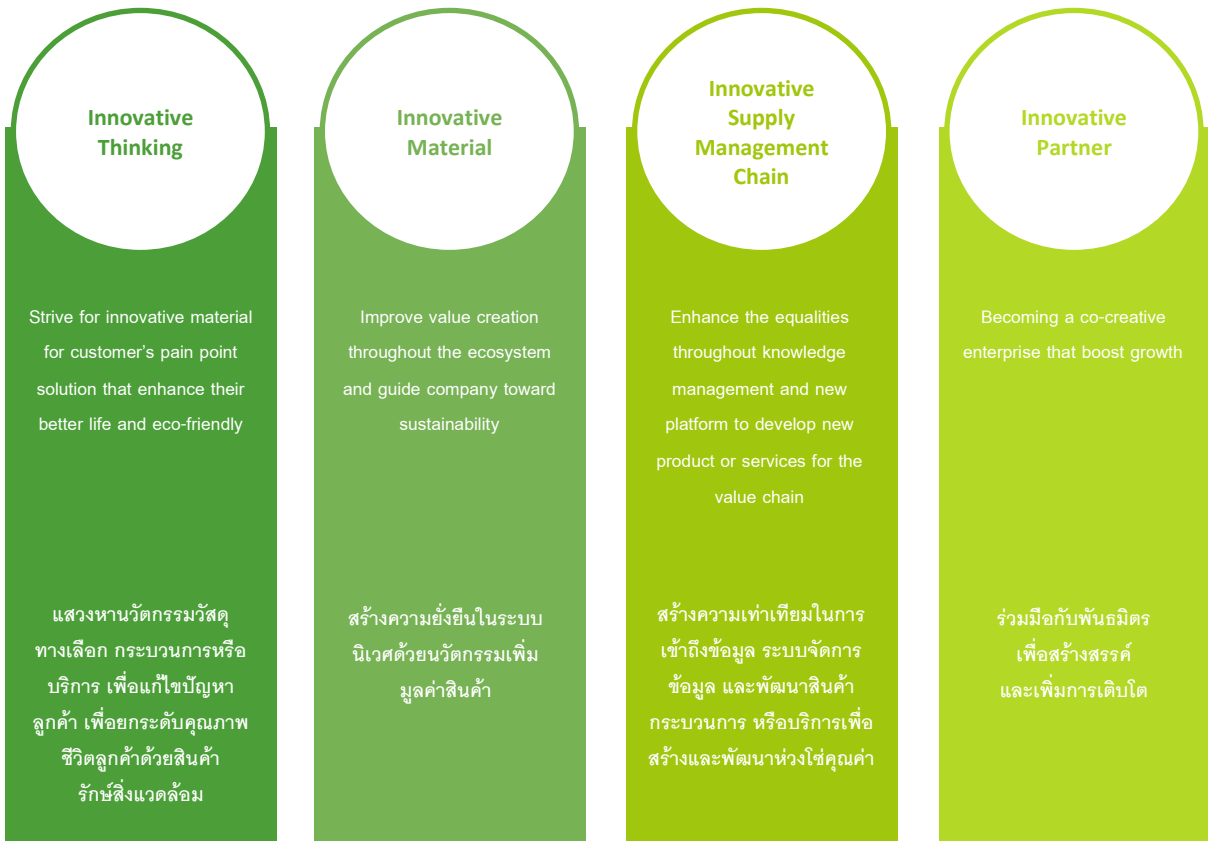 Innovative
Thinking
Strive for innovative material
for customer's pain point
solution that enhance their
better life and eco-friendly
แสวงหานวัตกรรมวัสดุ
ทางเลือก กระบวนการหรือ
บริการ เพื่อแก้ไขปัญหา
ลูกค้า เพื่อยกระดับคุณภาพ
ชีวิตลูกค้าด้วยสินค้า
รักษ์สิ่งแวดล้อม
Innovative
Material
Improve value creation
throughout the ecosystem
and guide company toward
sustainability
สร้างความยั่งยืนในระบบ
นิเวศด้วยนวัตกรรมเพิ่ม
มูลค่าสินค้า
Innovative
Supply
Management
Chain
Enhance the equalities
throughout knowledge
management and new
platform to develop new
product or services for the
value chain
สร้างความเท่าเทียมในการ
เข้าถึงข้อมูล ระบบจัดการ
ข้อมูล และพัฒนาสินค้า
กระบวนการ หรือบริการเพื่อ
สร้างและพัฒนาห่วงโซ่คุณค่า
Innovative
Partner
Becoming a co-creative
enterprise that boost growth
ร่วมมือกับพันธมิตร
เพื่อสร้างสรรค์
และเพิ่มการเติบโต